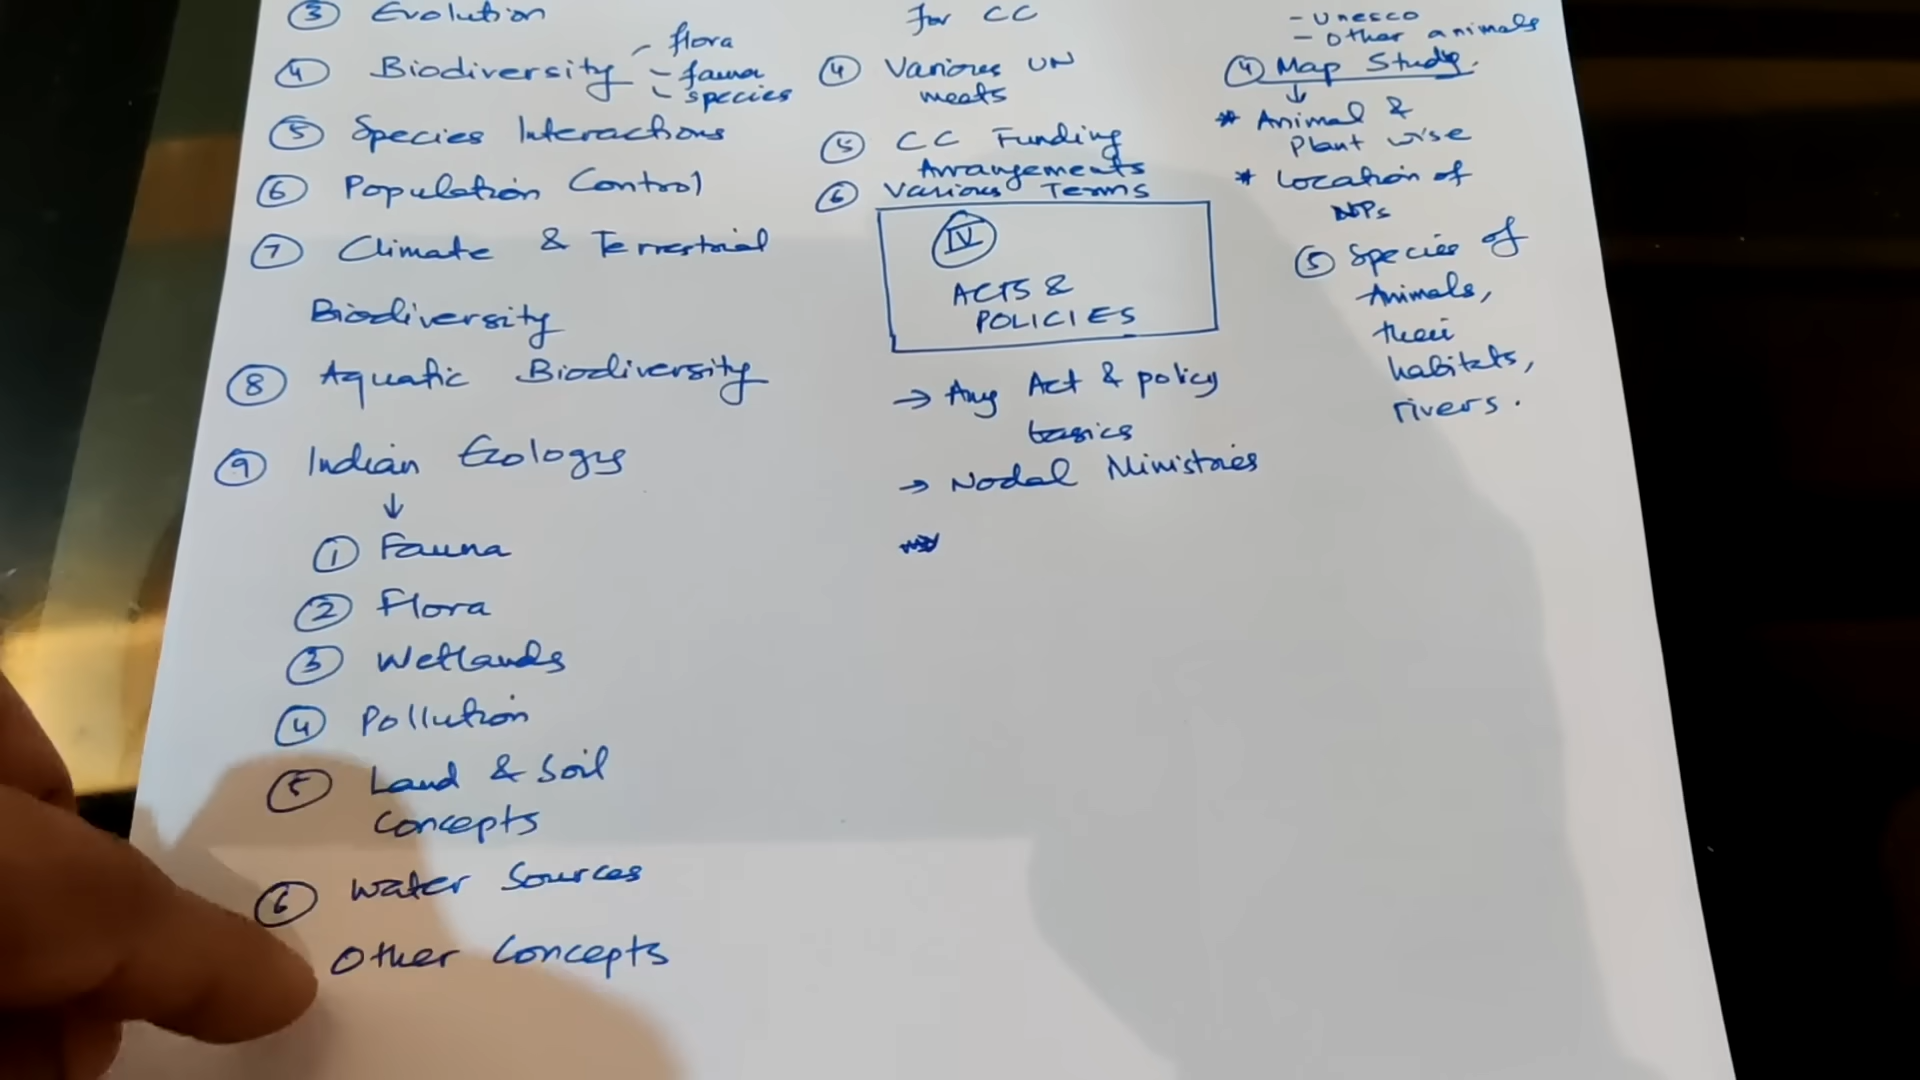 ③ Evolution
④ Biodiversity - flora
- fauna
- species
⑤ Species Interactions
⑥ Population Control
⑦ Climate & Terrestrial
Biodiversity
⑧ Aquatic Biodiversity
⑨ Indian Ecology
↓
① Fauna
② Flora
③ Wetlands
④ Pollution
⑤ Land & Soil
Concepts
⑥ Water Sources
Other Concepts
for CC
④ Various UN
meets
⑤ CC Funding
Arrangements
⑥ Various Terms
IV
ACTS &
POLICIES
→ Any Act & policy
basics
→ Nodal Ministries
- Unesco
- Other animals
④ Map Study.
↓
* Animal &
Plant wise
* Location of
NPs
⑤ Species of
Animals,
their
habitats,
rivers.